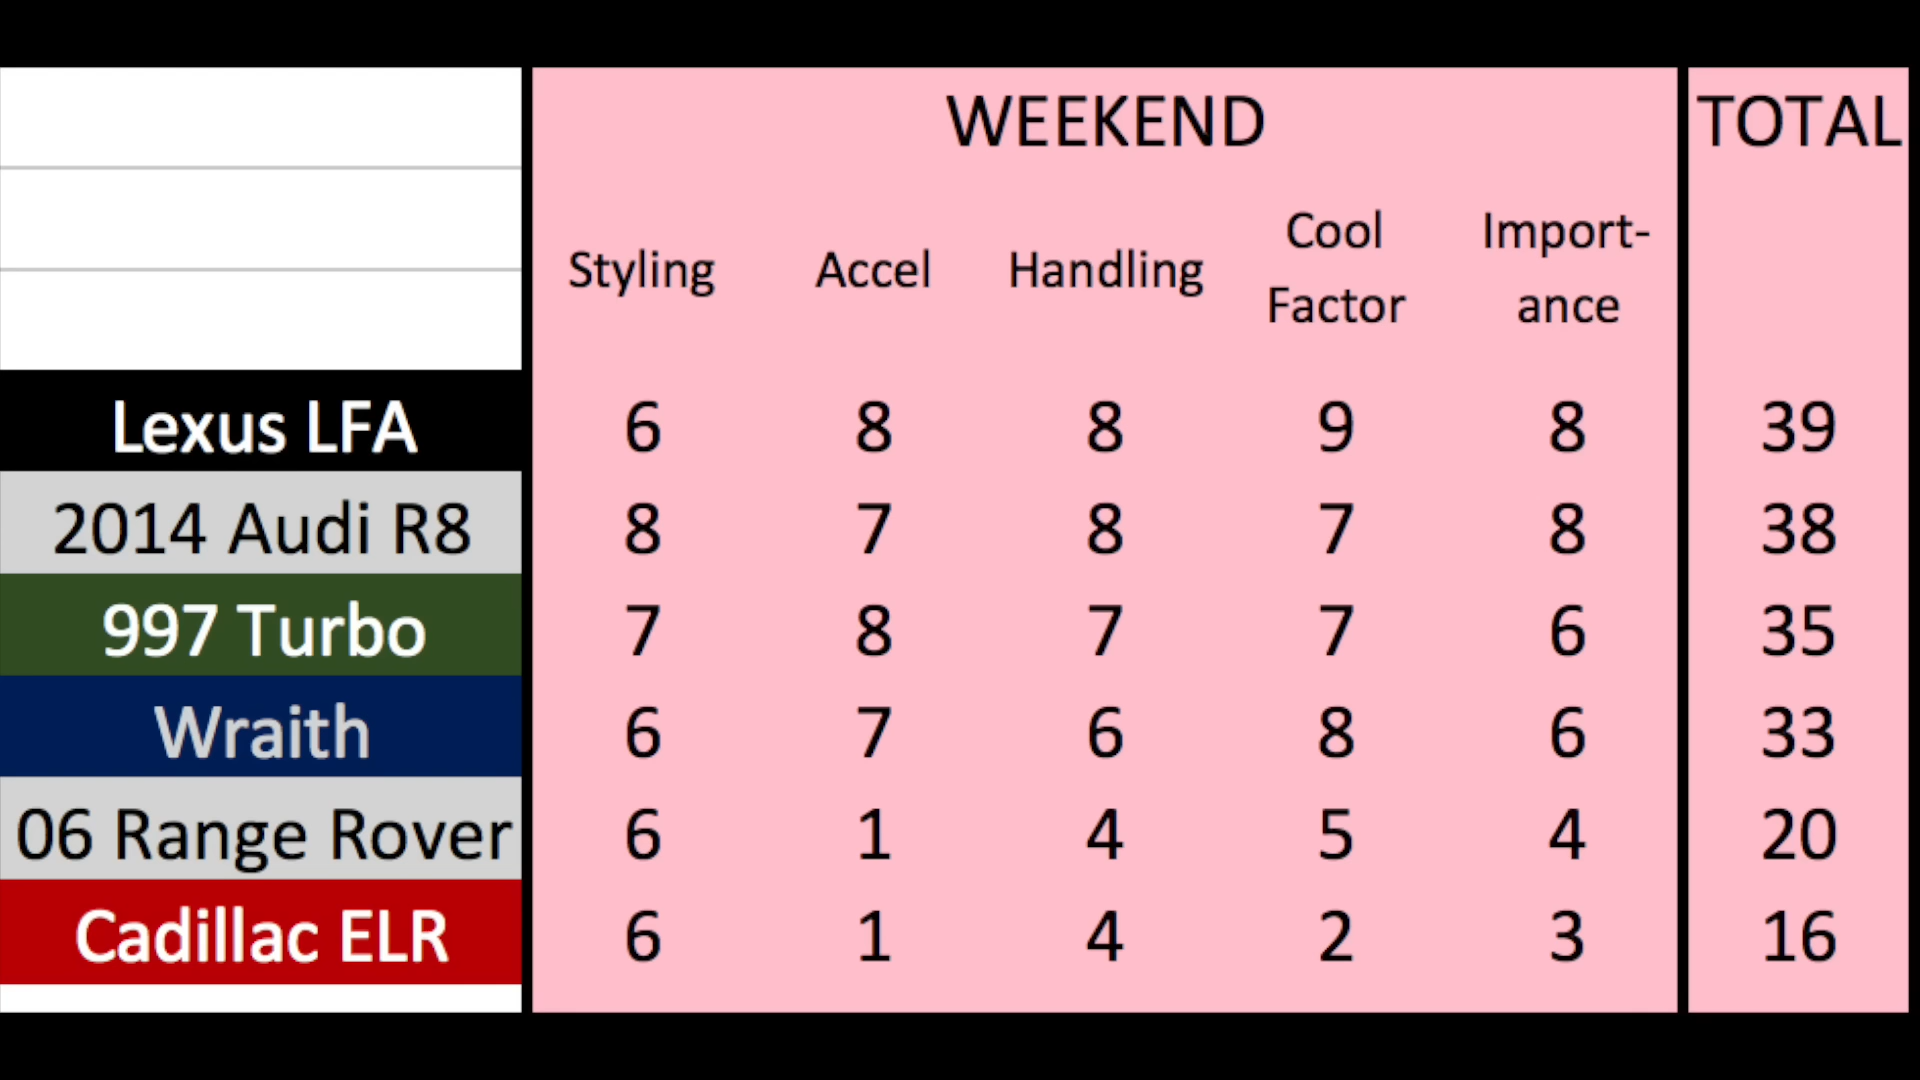 WEEKEND TOTAL
Styling Accel Handling Cool Factor Import-ance
Lexus LFA 6 8 8 9 8 39
2014 Audi R8 8 7 8 7 8 38
997 Turbo 7 8 7 7 6 35
Wraith 6 7 6 8 6 33
06 Range Rover 6 1 4 5 4 20
Cadillac ELR 6 1 4 2 3 16